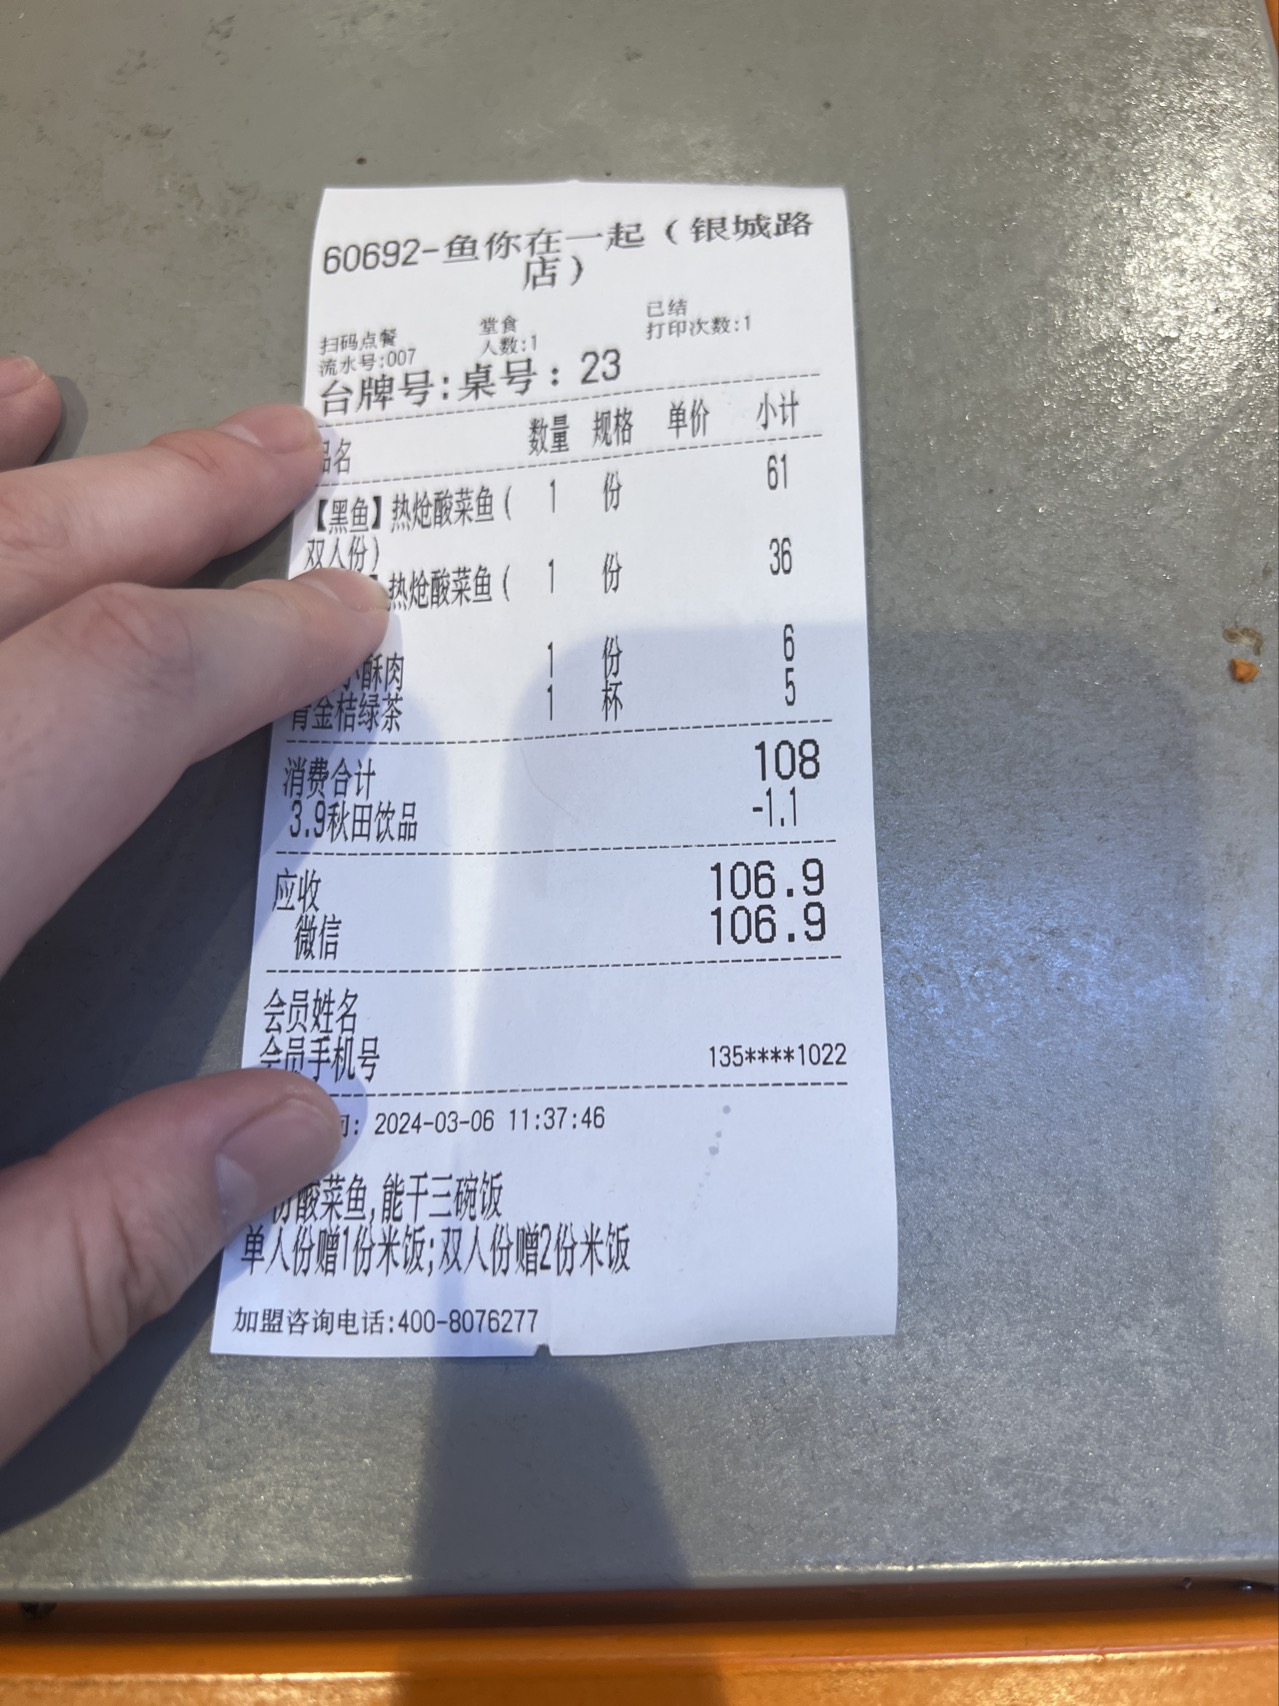 60692-鱼你在一起（银城路
店）
扫码点餐 堂食 已结
流水号:007 人数:1 打印次数:1
台牌号:桌号：23
品名 数量 规格 单价 小计
【黑鱼】热炝酸菜鱼( 1 份 61
双人份)
热炝酸菜鱼( 1 份 36
小酥肉 1 份 6
青金桔绿茶 1 杯 5
消费合计 108
3.9秋田饮品 -1.1
应收 106.9
微信 106.9
会员姓名
会员手机号 135****1022
: 2024-03-06 11:37:46
份酸菜鱼,能干三碗饭
单人份赠1份米饭;双人份赠2份米饭
加盟咨询电话:400-8076277